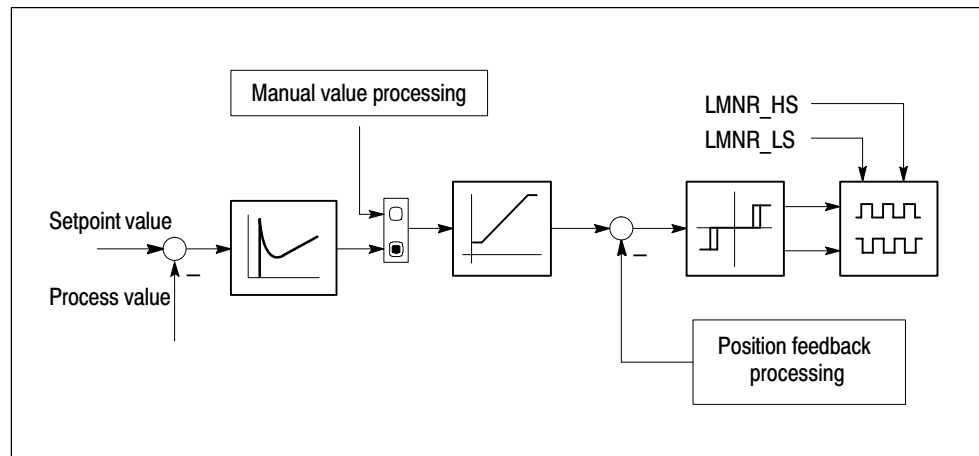 Manual value processing
LMNR_HS
LMNR_LS
Setpoint value
Process value
Position feedback
processing